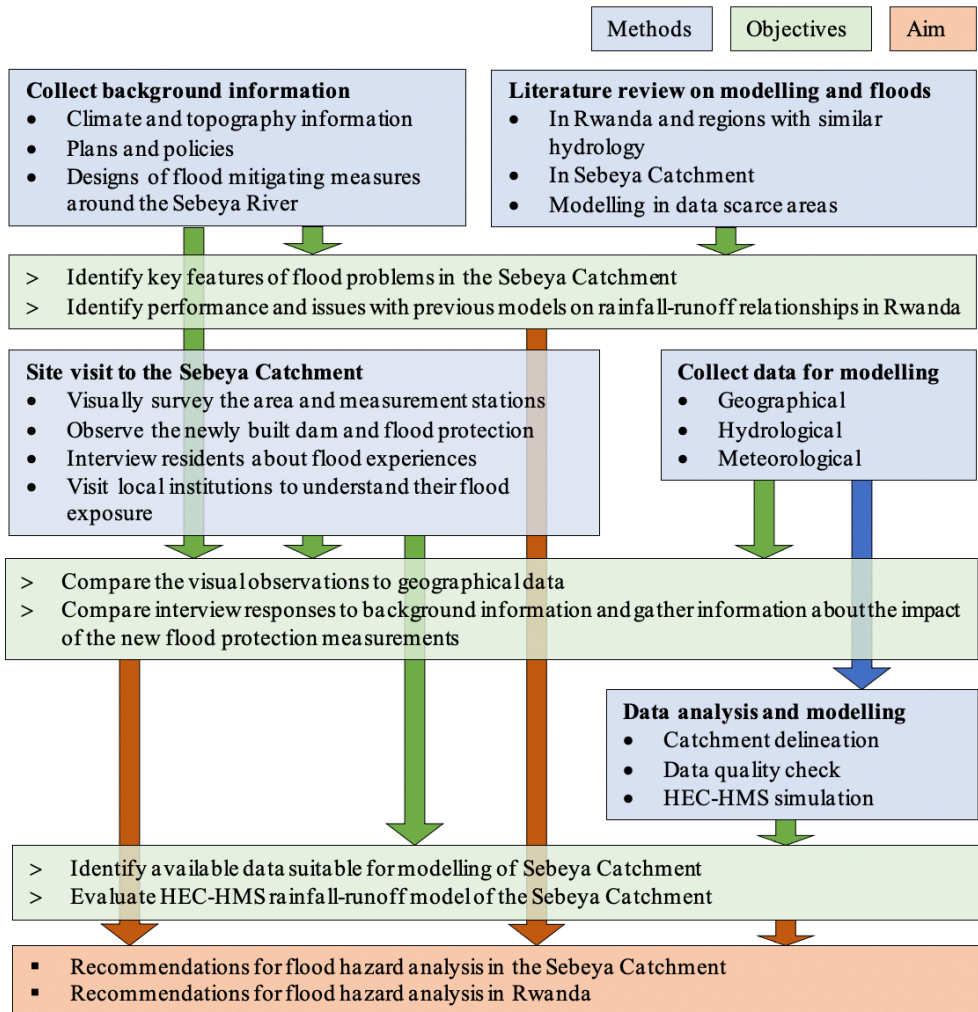 Methods
Objectives
Aim
Collect background information
• Climate and topography information
• Plans and policies
• Designs of flood mitigating measures
around the Sebeya River
Literature review on modelling and floods
• In Rwanda and regions with similar
hydrology
• In Sebeya Catchment
• Modelling in data scarce areas
> Identify key features of flood problems in the Sebeya Catchment
> Identify performance and issues with previous models on rainfall-runoff relationships in Rwanda
Site visit to the Sebeya Catchment
• Visually survey the area and measurement stations
• Observe the newly built dam and flood protection
• Interview residents about flood experiences
• Visit local institutions to understand their flood
exposure
Collect data for modelling
• Geographical
• Hydrological
• Meteorological
> Compare the visual observations to geographical data
> Compare interview responses to background information and gather information about the impact
of the new flood protection measurements
Data analysis and modelling
• Catchment delineation
• Data quality check
• HEC-HMS simulation
> Identify available data suitable for modelling of Sebeya Catchment
> Evaluate HEC-HMS rainfall-runoff model of the Sebeya Catchment
▪ Recommendations for flood hazard analysis in the Sebeya Catchment
▪ Recommendations for flood hazard analysis in Rwanda